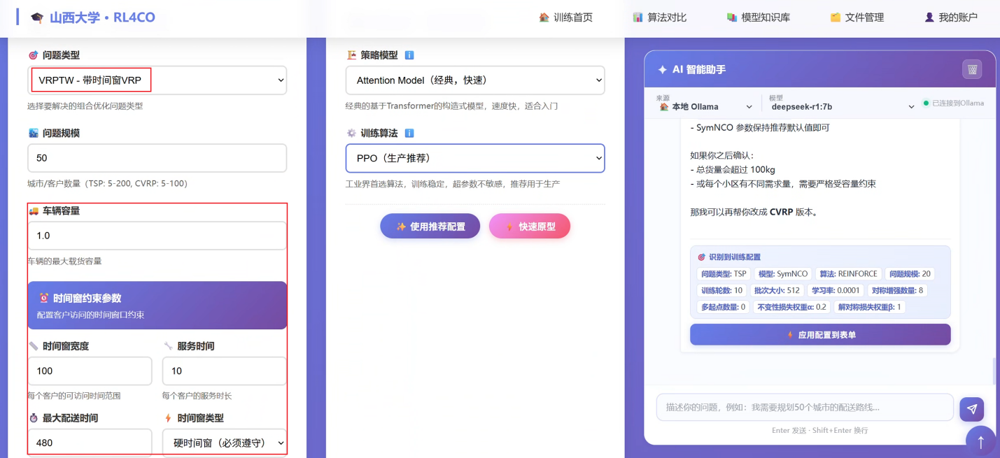 山西大学 · RL4CO
训练首页
算法对比
模型知识库
文件管理
我的账户
问题类型
VRPTW - 带时间窗VRP
选择要解决的组合优化问题类型
问题规模
50
城市/客户数量（TSP: 5-200, CVRP: 5-100）
车辆容量
1.0
车辆的最大载货容量
时间窗约束参数
配置客户访问的时间窗口约束
时间窗宽度
服务时间
100
10
每个客户的可访问时间范围
每个客户的服务时长
最大配送时间
时间窗类型
480
硬时间窗（必须遵守）
策略模型
Attention Model（经典，快速）
经典的基于Transformer的构造式模型，速度快，适合入门
训练算法
PPO（生产推荐）
工业界首选算法，训练稳定，超参数不敏感，推荐用于生产
使用推荐配置
快速原型
AI 智能助手
来源
模型
本地 Ollama
deepseek-r1:7b
已连接到Ollama
- SymNCO 参数保持推荐默认值即可
如果你之后确认：
- 总货量会超过 100kg
- 或每个小区有不同需求量，需要严格受容量约束
那我可以再帮你改成 CVRP 版本。
识别到训练配置
问题类型: TSP 模型: SymNCO 算法: REINFORCE 问题规模: 20
训练轮数: 10 批次大小: 512 学习率: 0.0001 对称增强数量: 8
多起点数量: 0 不变性损失权重α: 0.2 解对称损失权重β: 1
应用配置到表单
描述你的问题，例如：我需要规划50个城市的配送路线...
Enter 发送 · Shift+Enter 换行